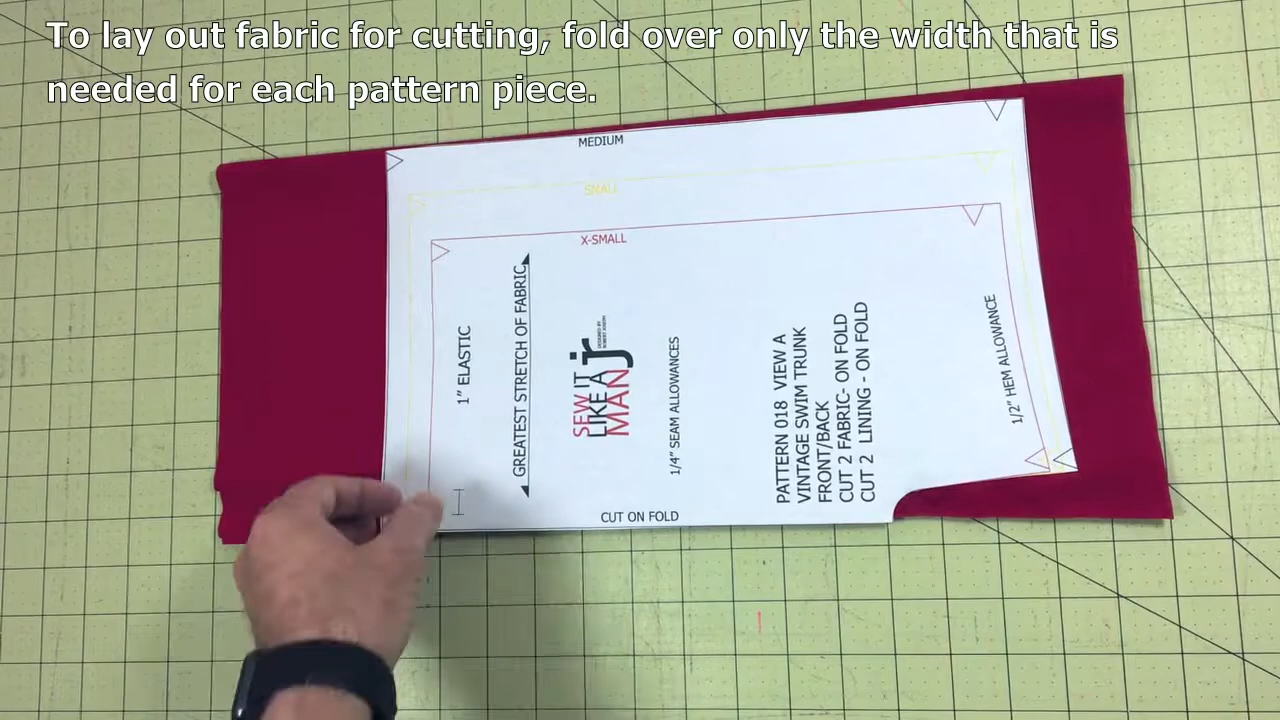 To lay out fabric for cutting, fold over only the width that is
needed for each pattern piece.
MEDIUM
SMALL
X-SMALL
1" ELASTIC
GREATEST STRETCH OF FABRIC
SEW IT
LIKE A
MAN
jr
1/4" SEAM ALLOWANCES
PATTERN 018 VIEW A
VINTAGE SWIM TRUNK
FRONT/BACK
CUT 2 FABRIC- ON FOLD
CUT 2 LINING - ON FOLD
1/2" HEM ALLOWANCE
CUT ON FOLD